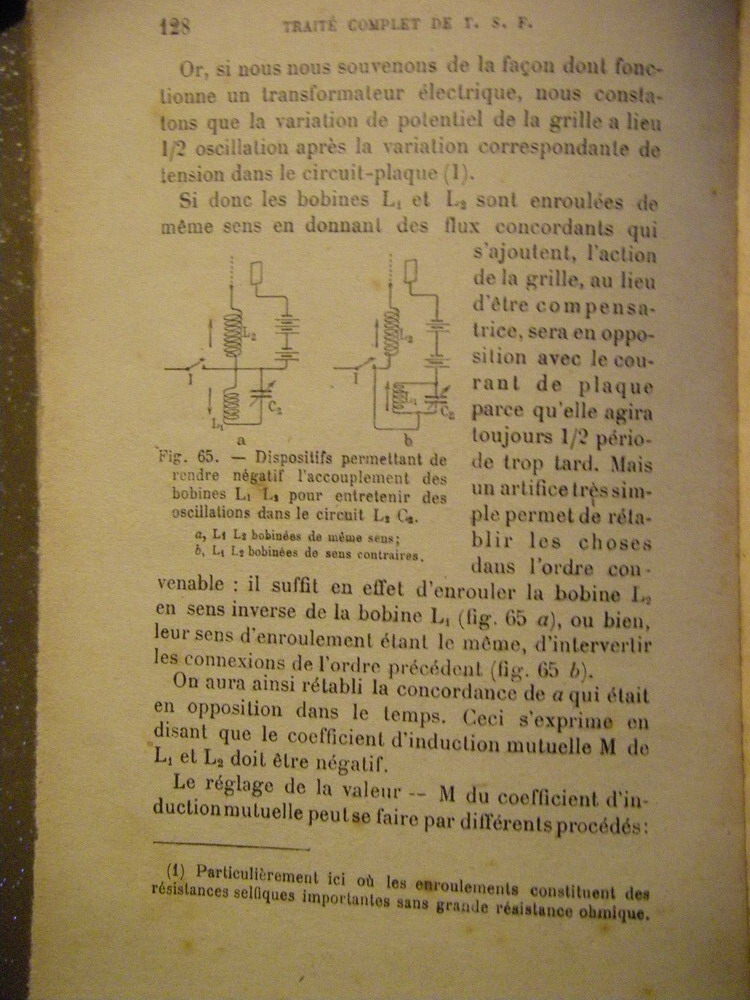 128 TRAITÉ COMPLET DE T. S. F.
Or, si nous nous souvenons de la façon dont fonc-
tionne un transformateur électrique, nous consta-
tons que la variation de potentiel de la grille a lieu
1/2 oscillation après la variation correspondante de
tension dans le circuit-plaque (1).
Si donc les bobines L₁ et L₂ sont enroulées de
même sens en donnant des flux concordants qui
s'ajoutent, l'action
de la grille, au lieu
d'être compensa-
trice, sera en oppo-
sition avec le cou-
rant de plaque
parce qu'elle agira
toujours 1/2 pério-
de trop tard. Mais
un artifice très sim-
ple permet de réta-
blir les choses
dans l'ordre con-
L₂
I
C₂
L₁
a
L₂
I
L₁
C₂
b
Fig. 65. — Dispositifs permettant de
rendre négatif l'accouplement des
bobines L₁ L₂ pour entretenir des
oscillations dans le circuit L₂ C₂.
a, L₁ L₂ bobinées de même sens;
b, L₁ L₂ bobinées de sens contraires.
venable : il suffit en effet d'enrouler la bobine L₂
en sens inverse de la bobine L₁ (fig. 65 a), ou bien,
leur sens d'enroulement étant le même, d'intervertir
les connexions de l'ordre précédent (fig. 65 b).
On aura ainsi rétabli la concordance de a qui était
en opposition dans le temps. Ceci s'exprime en
disant que le coefficient d'induction mutuelle M de
L₁ et L₂ doit être négatif.
Le réglage de la valeur -- M du coefficient d'in-
duction mutuelle peut se faire par différents procédés:
(1) Particulièrement ici où les enroulements constituent des
résistances selfiques importantes sans grande résistance ohmique.